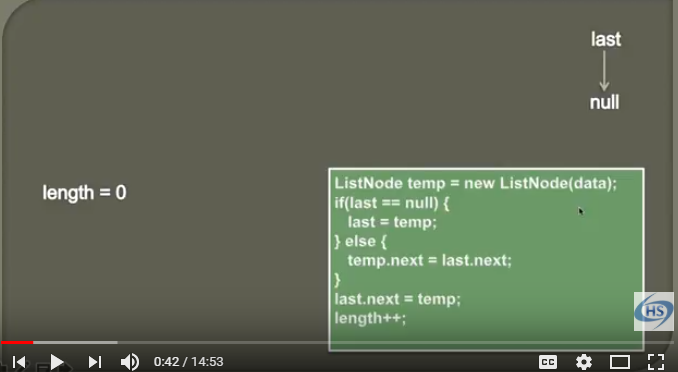 last
null
length = 0
ListNode temp = new ListNode(data);
if(last == null) {
last = temp;
} else {
temp.next = last.next;
}
last.next = temp;
length++;
HS
0:42 / 14:53
CC